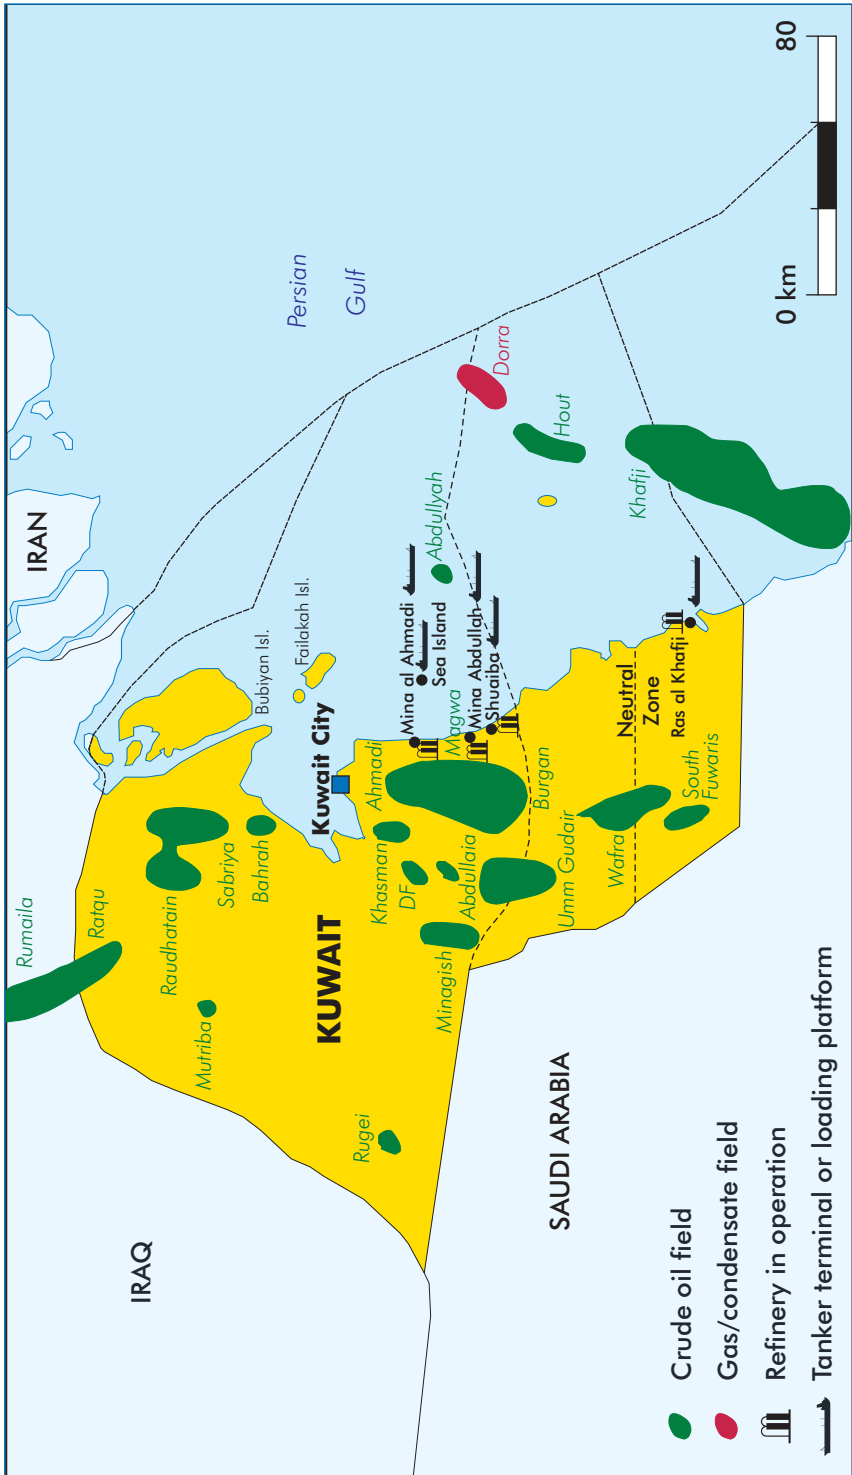 Rumaila
IRAN
Ratqu
Raudhatain
Sabriya
Bahrah
Mutriba
Bubiyan Isl.
Failakah Isl.
Persian
Gulf
IRAQ
KUWAIT
Kuwait City
Rugei
Khasman
Ahmadi
DF
Mina al Ahmadi
Sea Island
Abdullyah
Magwa
Minagish
Abdullaia
Mina Abdullah
Shuaiba
Dorra
Burgan
Hout
Umm Gudair
SAUDI ARABIA
Wafra
Neutral
Zone
Khafji
Ras al Khafji
South
Fuwaris
Crude oil field
Gas/condensate field
Refinery in operation
Tanker terminal or loading platform
0 km
80